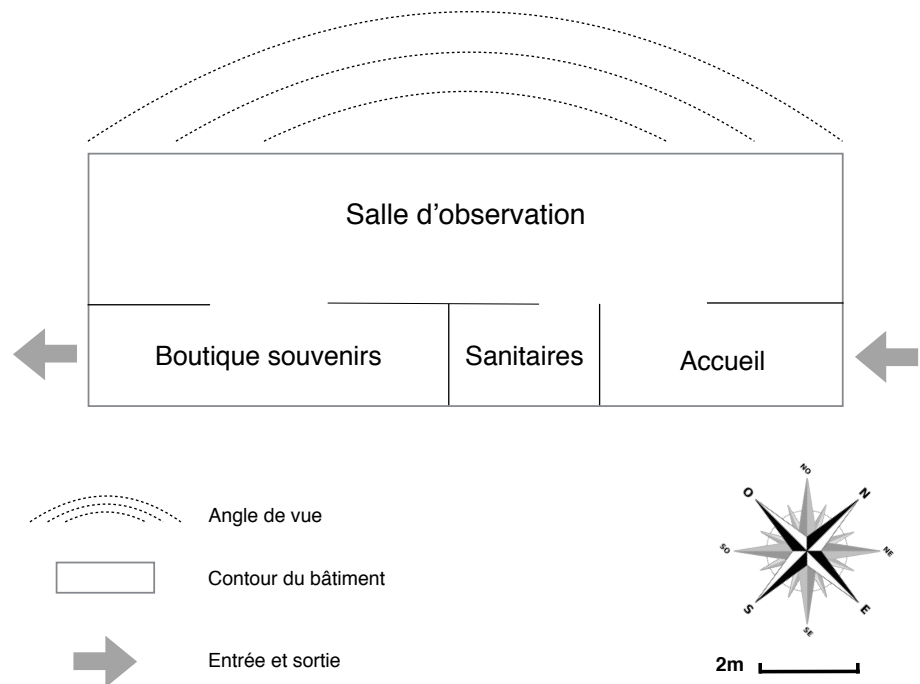 Salle d'observation
Boutique souvenirs
Sanitaires
Accueil
Angle de vue
Contour du bâtiment
Entrée et sortie
NO
O
N
SO
NE
S
E
SE
2m